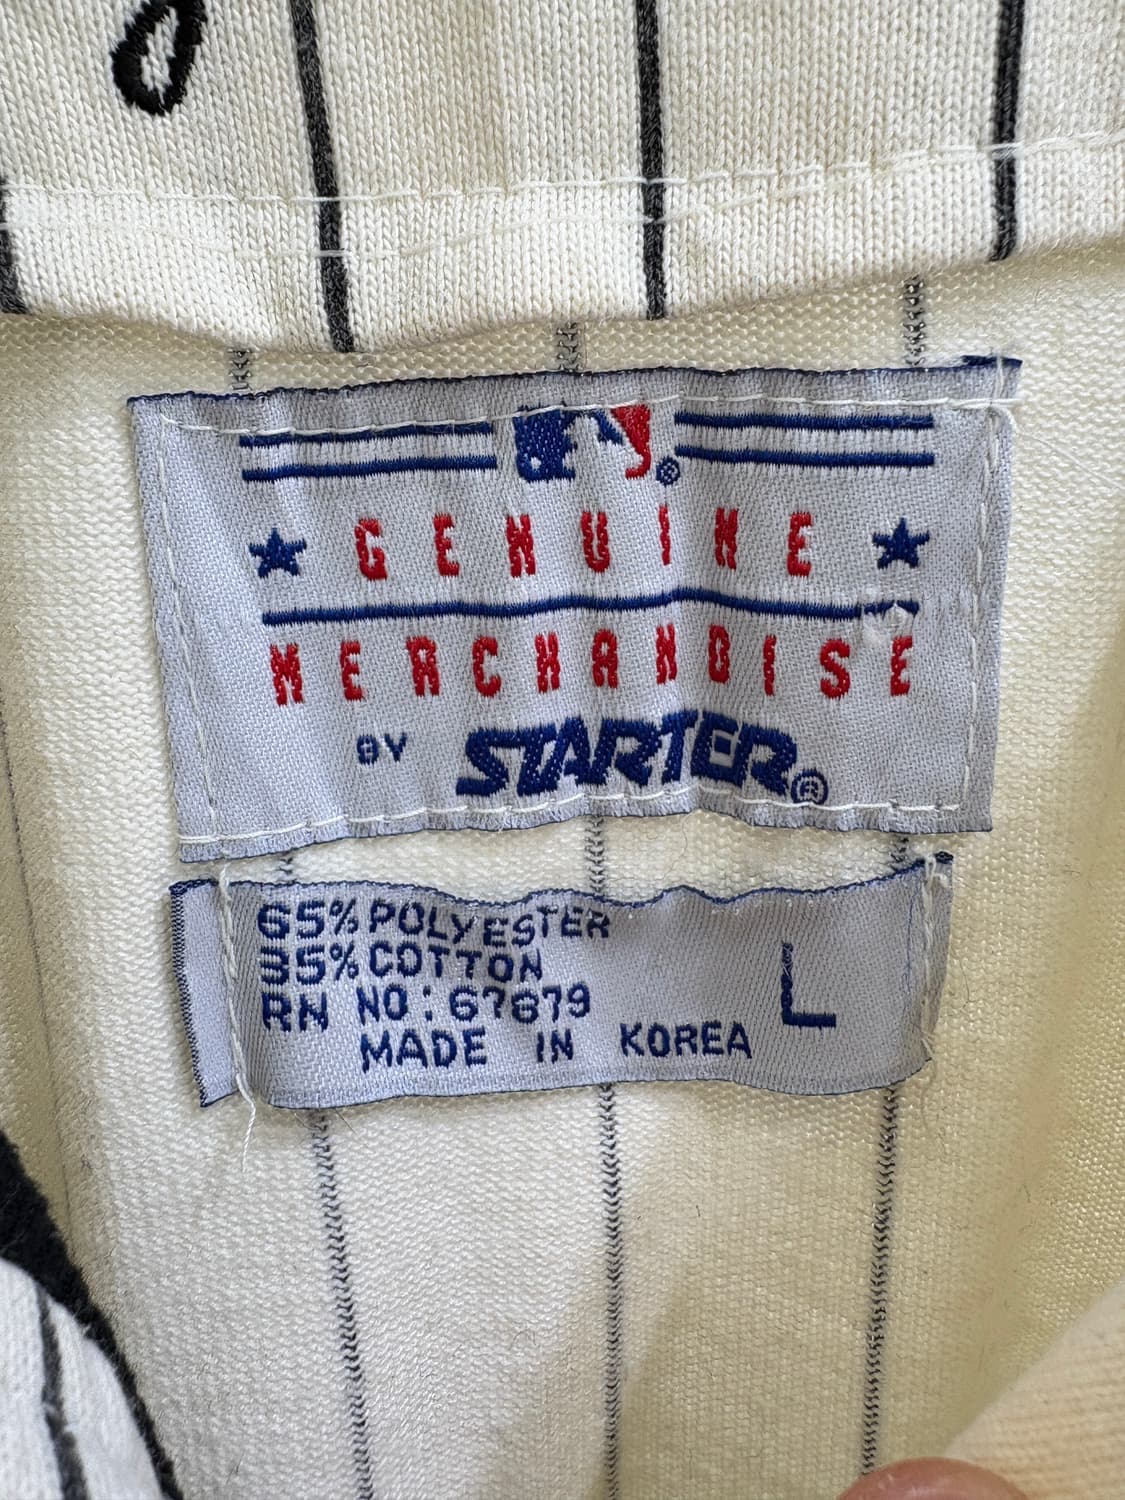 ®
GENUINE
MERCHANDISE
BY STARTER®
65% POLYESTER
35% COTTON
RN NO: 67679
MADE IN KOREA
L